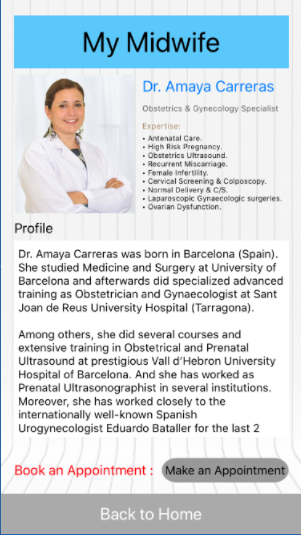 My Midwife
Dr. Amaya Carreras
Obstetrics & Gynecology Specialist
Expertise:
• Antenatal Care.
• High Risk Pregnancy.
• Obstetrics Ultrasound.
• Recurrent Miscarriage.
• Female Infertility.
• Cervical Screening & Colposcopy.
• Normal Delivery & C/S.
• Laparoscopic Gynaecologic surgeries.
• Ovarian Dysfunction.
Profile
Dr. Amaya Carreras was born in Barcelona (Spain).
She studied Medicine and Surgery at University of
Barcelona and afterwards did specialized advanced
training as Obstetrician and Gynaecologist at Sant
Joan de Reus University Hospital (Tarragona).
Among others, she did several courses and
extensive training in Obstetrical and Prenatal
Ultrasound at prestigious Vall d'Hebron University
Hospital of Barcelona. And she has worked as
Prenatal Ultrasonographist in several institutions.
Moreover, she has worked closely to the
internationally well-known Spanish
Urogynecologist Eduardo Bataller for the last 2
Book an Appointment :
Make an Appointment
Back to Home